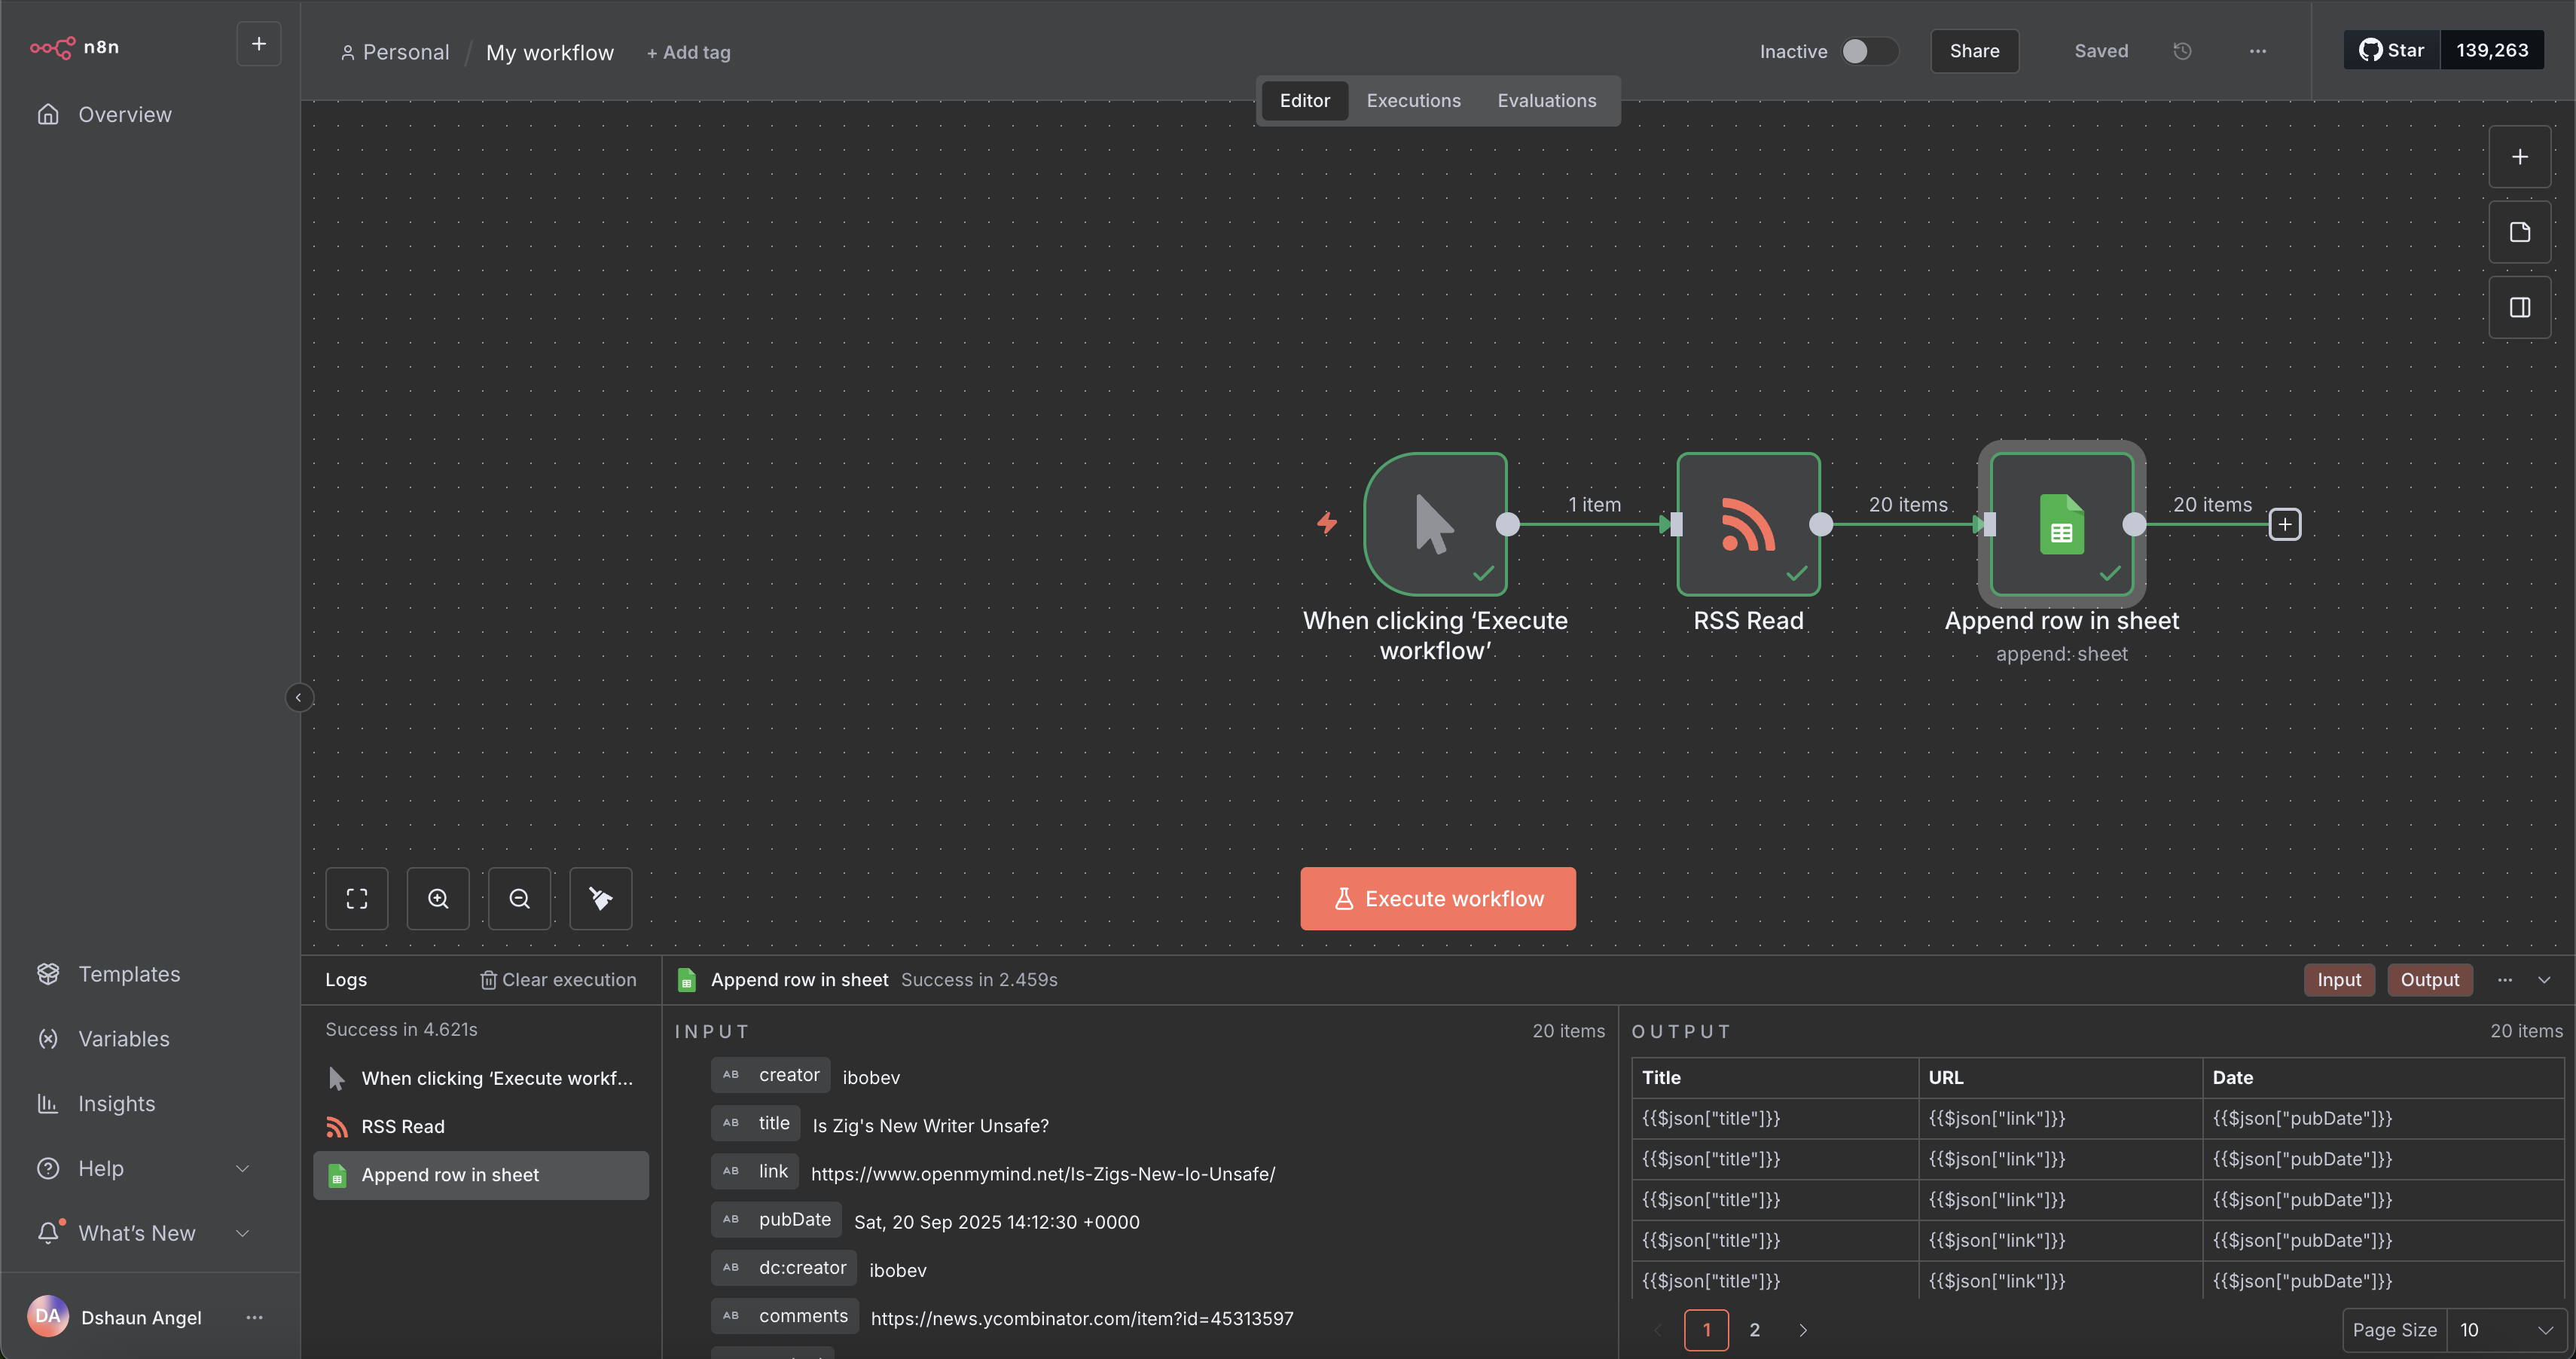 n8n
Personal / My workflow + Add tag
Inactive
Share
Saved
Star 139,263
Editor Executions Evaluations
Overview
1 item
20 items
20 items
When clicking ‘Execute
workflow’
RSS Read
Append row in sheet
append: sheet
Execute workflow
Templates
Variables
Insights
Help
What’s New
DA Dshaun Angel
Logs
Clear execution
Success in 4.621s
When clicking ‘Execute workf...
RSS Read
Append row in sheet
Append row in sheet Success in 2.459s
Input Output
INPUT 20 items
AB creator ibobev
AB title Is Zig's New Writer Unsafe?
AB link https://www.openmymind.net/Is-Zigs-New-Io-Unsafe/
AB pubDate Sat, 20 Sep 2025 14:12:30 +0000
AB dc:creator ibobev
AB comments https://news.ycombinator.com/item?id=45313597
OUTPUT 20 items
Title URL Date
{{$json["title"]}} {{$json["link"]}} {{$json["pubDate"]}}
{{$json["title"]}} {{$json["link"]}} {{$json["pubDate"]}}
{{$json["title"]}} {{$json["link"]}} {{$json["pubDate"]}}
{{$json["title"]}} {{$json["link"]}} {{$json["pubDate"]}}
{{$json["title"]}} {{$json["link"]}} {{$json["pubDate"]}}
1 2
Page Size 10